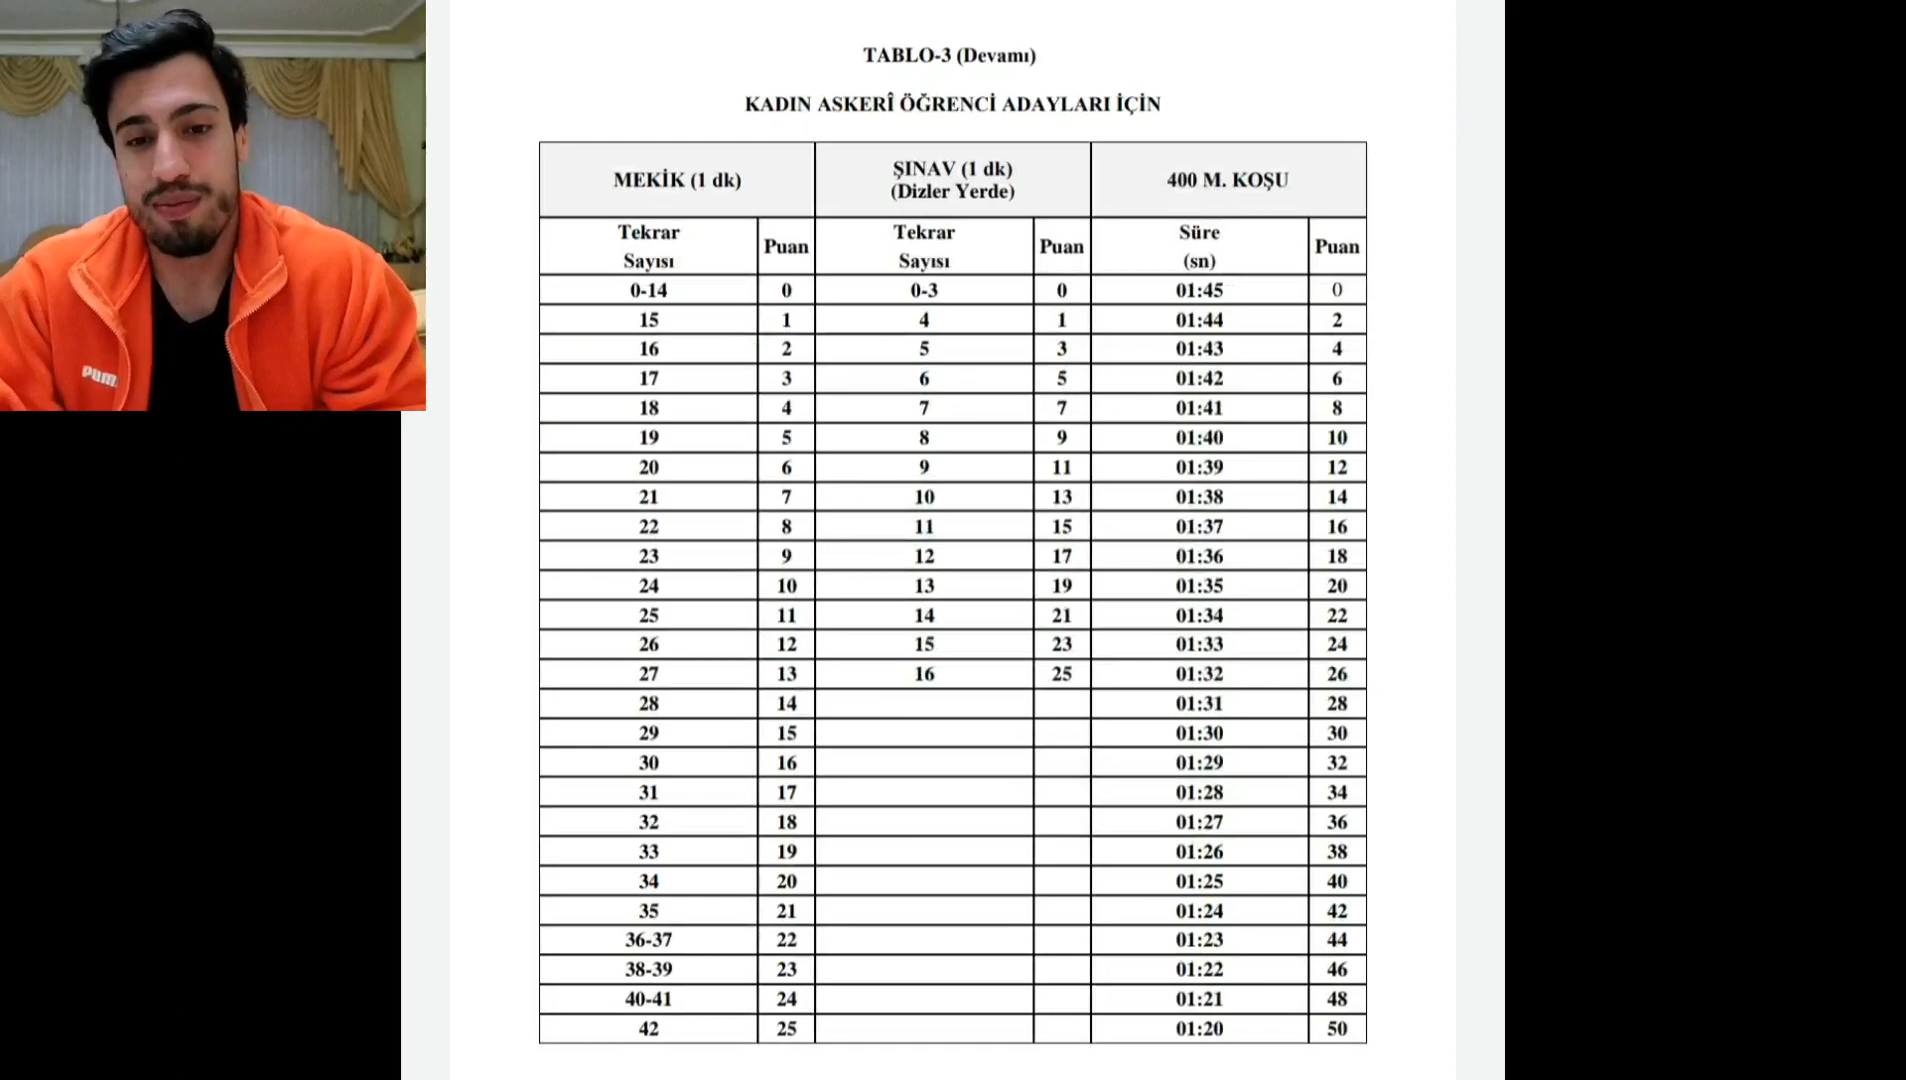 TABLO-3 (Devamı)
KADIN ASKERÎ ÖĞRENCİ ADAYLARI İÇİN
MEKİK (1 dk) ŞINAV (1 dk) (Dizler Yerde) 400 M. KOŞU
Tekrar Sayısı Puan Tekrar Sayısı Puan Süre (sn) Puan
0-14 0 0-3 0 01:45 0
15 1 4 1 01:44 2
16 2 5 3 01:43 4
17 3 6 5 01:42 6
18 4 7 7 01:41 8
19 5 8 9 01:40 10
20 6 9 11 01:39 12
21 7 10 13 01:38 14
22 8 11 15 01:37 16
23 9 12 17 01:36 18
24 10 13 19 01:35 20
25 11 14 21 01:34 22
26 12 15 23 01:33 24
27 13 16 25 01:32 26
28 14 01:31 28
29 15 01:30 30
30 16 01:29 32
31 17 01:28 34
32 18 01:27 36
33 19 01:26 38
34 20 01:25 40
35 21 01:24 42
36-37 22 01:23 44
38-39 23 01:22 46
40-41 24 01:21 48
42 25 01:20 50
PUMA